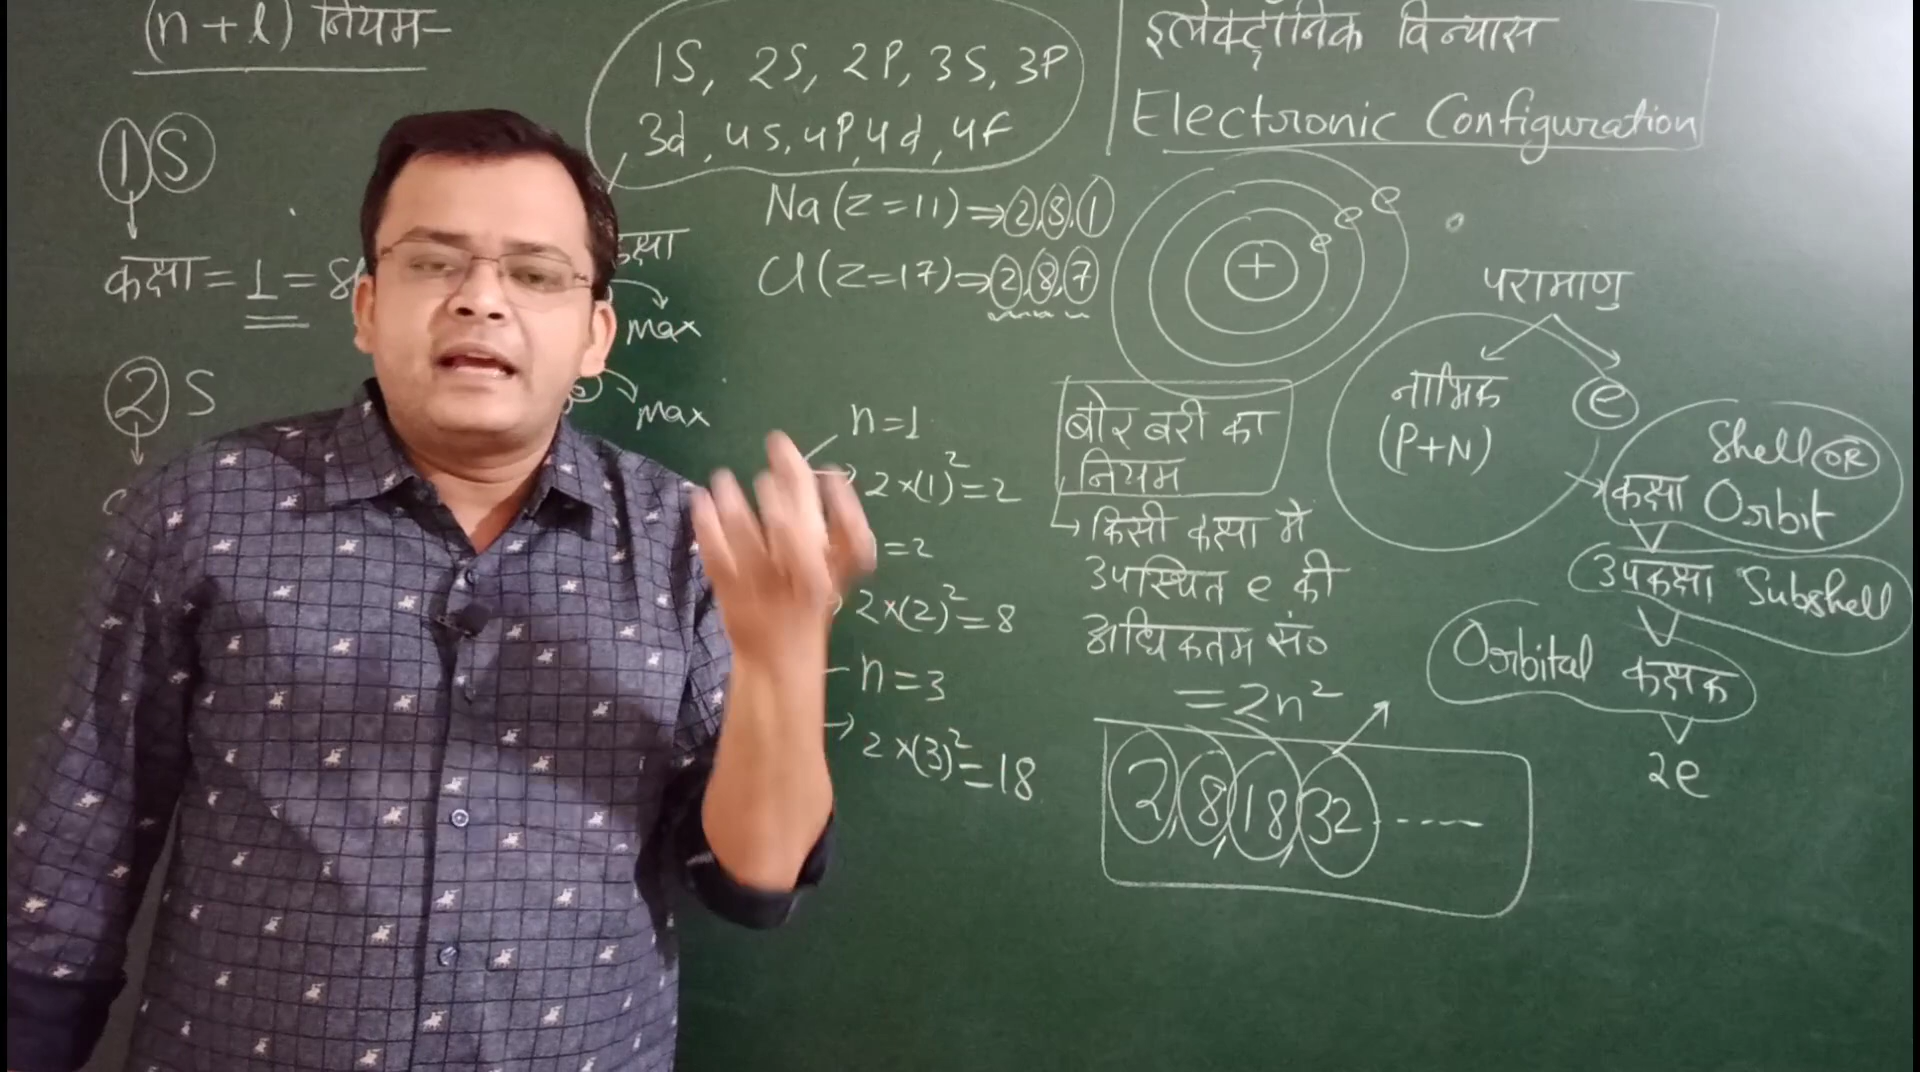 (n + l) नियम-
1S
कक्षा = 1 =
2 S
1S, 2S, 2P, 3S, 3P
3d, 4s, 4P, 4d, 4f
Max
Max
Na (Z=11) ⇒ 2,8,1
Cl (Z=17) ⇒ 2,8,7
n=1
2×(1)²=2
=2
2×(2)²=8
n=3
2×(3)²=18
इलेक्ट्रॉनिक विन्यास
Electronic Configuration
+ e e e
बोर बरी का
नियम
किसी कक्षा मे
उपस्थित e की
अधिकतम सं०
= 2n²
2, 8, 18, 32 -----
परामाणु
नाभिक
(P+N)
e
Shell OR
कक्षा Orbit
उपकक्षा Subshell
Orbital कक्षक
2e